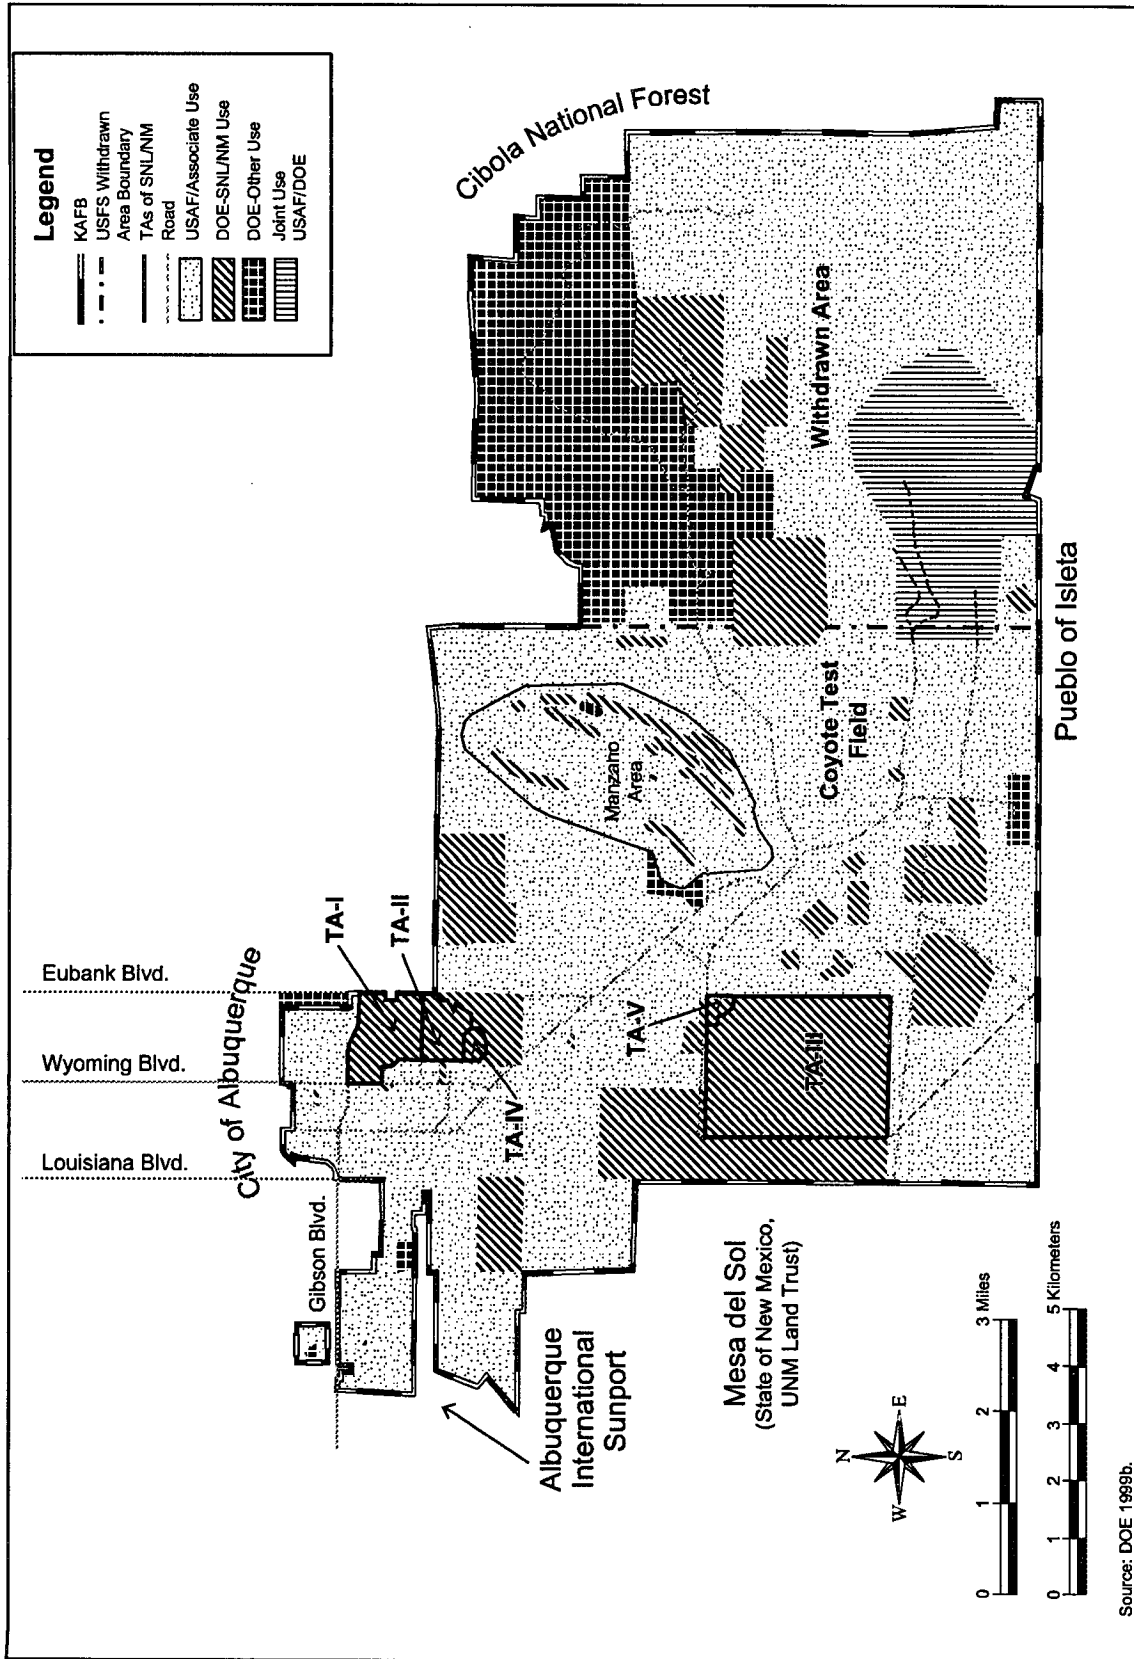 Legend
KAFB
USFS Withdrawn
Area Boundary
TAs of SNL/NM
Road
USAF/Associate Use
DOE-SNL/NM Use
DOE-Other Use
Joint Use
USAF/DOE
Cibola National Forest
Eubank Blvd.
Wyoming Blvd.
Louisiana Blvd.
City of Albuquerque
Gibson Blvd.
TA-I
TA-II
TA-IV
TA-V
TA-III
Manzaho
Area
Withdrawn Area
Coyote Test
Field
Pueblo of Isleta
Albuquerque
International
Sunport
Mesa del Sol
(State of New Mexico,
UNM Land Trust)
N
W
E
S
0 1 2 3 Miles
0 1 2 3 4 5 Kilometers
Source: DOE 1999b.